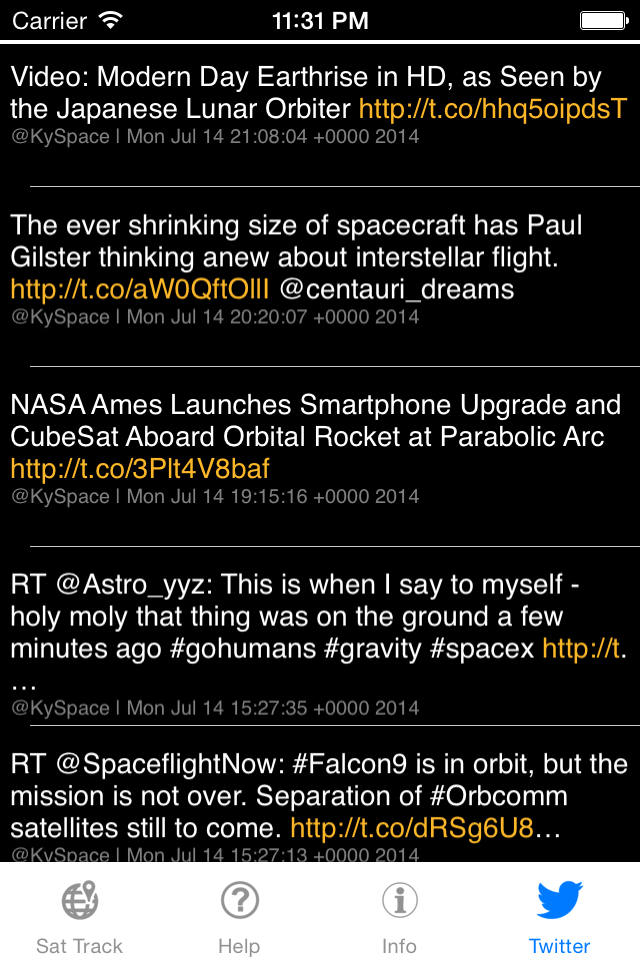 Carrier 11:31 PM
Video: Modern Day Earthrise in HD, as Seen by
the Japanese Lunar Orbiter http://t.co/hhq5oipdsT
@KySpace | Mon Jul 14 21:08:04 +0000 2014
The ever shrinking size of spacecraft has Paul
Gilster thinking anew about interstellar flight.
http://t.co/aW0QftOlII @centauri_dreams
@KySpace | Mon Jul 14 20:20:07 +0000 2014
NASA Ames Launches Smartphone Upgrade and
CubeSat Aboard Orbital Rocket at Parabolic Arc
http://t.co/3Plt4V8baf
@KySpace | Mon Jul 14 19:15:16 +0000 2014
RT @Astro_yyz: This is when I say to myself -
holy moly that thing was on the ground a few
minutes ago #gohumans #gravity #spacex http://t.
…
@KySpace | Mon Jul 14 15:27:35 +0000 2014
RT @SpaceflightNow: #Falcon9 is in orbit, but the
mission is not over. Separation of #Orbcomm
satellites still to come. http://t.co/dRSg6U8…
@KySpace | Mon Jul 14 15:27:13 +0000 2014
Sat Track Help Info Twitter